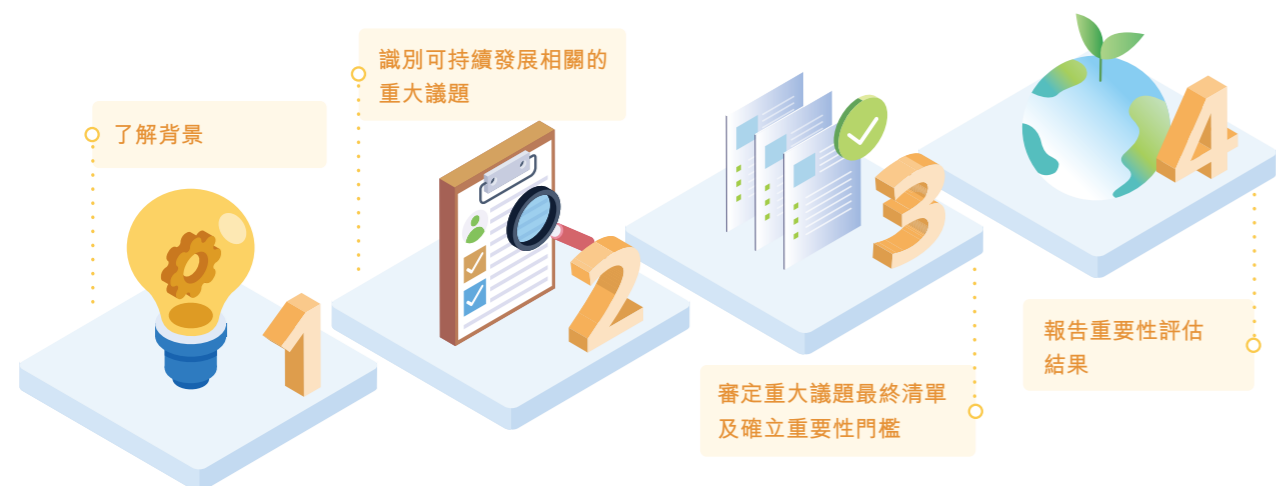 1
了解背景
2
識別可持續發展相關的
重大議題
3
審定重大議題最終清單
及確立重要性門檻
4
報告重要性評估
結果